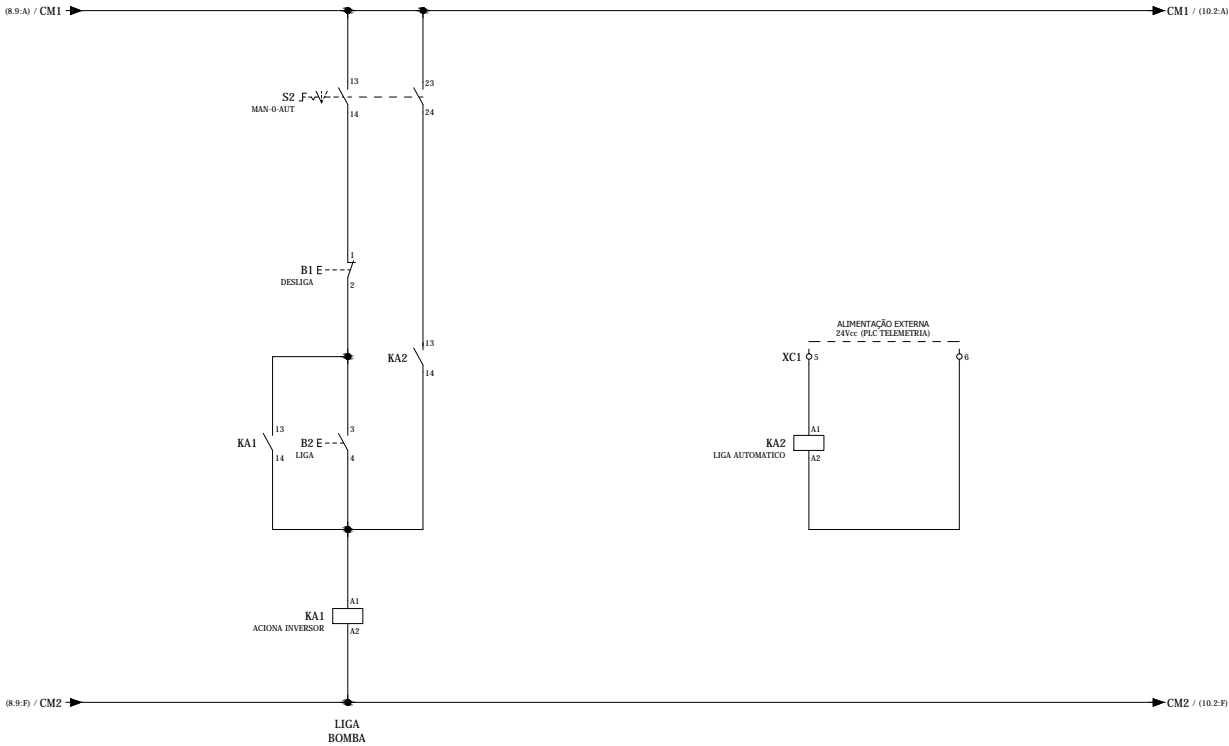 (8.9:A) / CM1
CM1 / (10.2:A)
13
23
S2
MAN-0-AUT
14
24
1
B1
DESLIGA
2
ALIMENTAÇÃO EXTERNA
24Vcc (PLC TELEMETRIA)
13
KA2
14
XC1
5
6
13
3
KA1
B2
14
LIGA
4
A1
KA2
LIGA AUTOMATICO
A2
A1
KA1
ACIONA INVERSOR
A2
(8.9:F) / CM2
CM2 / (10.2:F)
LIGA
BOMBA